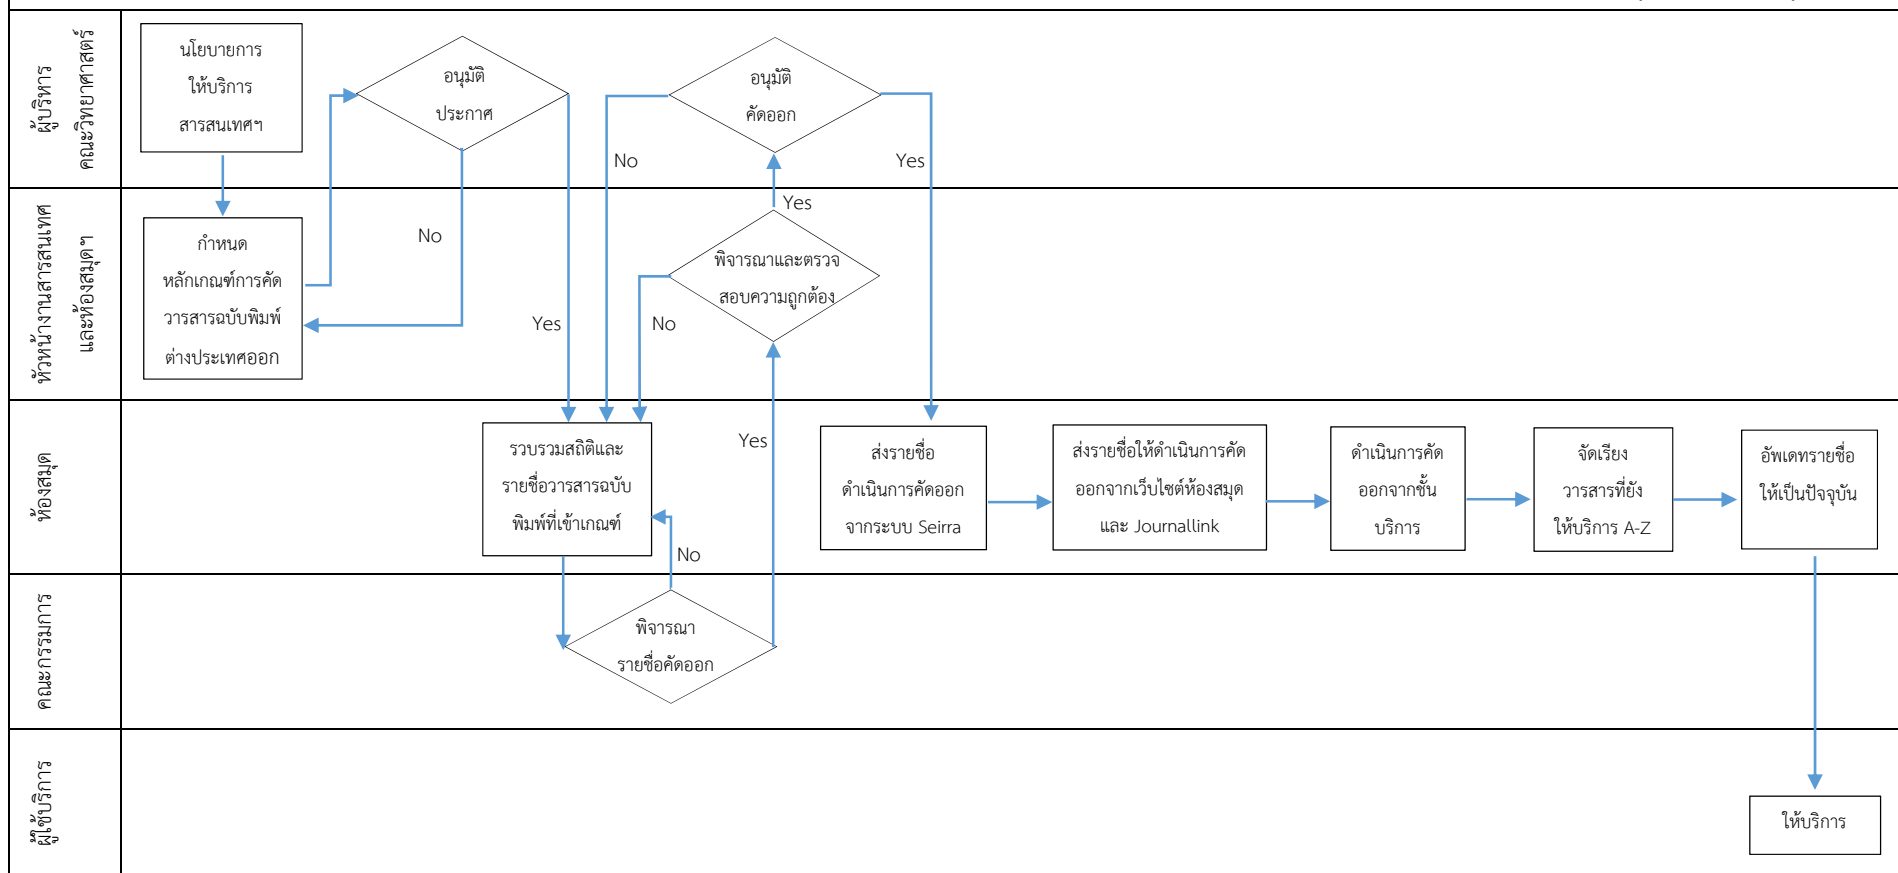 ผู้บริหาร
คณะวิทยาศาสตร์
นโยบายการ
ให้บริการ
สารสนเทศฯ
อนุมัติ
ประกาศ
อนุมัติ
คัดออก
No
Yes
หัวหน้างานสารสนเทศ
และห้องสมุดฯ
กำหนด
หลักเกณฑ์การคัด
วารสารฉบับพิมพ์
ต่างประเทศออก
No
Yes
Yes
พิจารณาและตรวจ
สอบความถูกต้อง
No
ห้องสมุด
รวบรวมสถิติและ
รายชื่อวารสารฉบับ
พิมพ์ที่เข้าเกณฑ์
No
Yes
ส่งรายชื่อ
ดำเนินการคัดออก
จากระบบ Seirra
ส่งรายชื่อให้ดำเนินการคัด
ออกจากเว็บไซต์ห้องสมุด
และ Journallink
ดำเนินการคัด
ออกจากชั้น
บริการ
จัดเรียง
วารสารที่ยัง
ให้บริการ A-Z
อัพเดทรายชื่อ
ให้เป็นปัจจุบัน
คณะกรรมการ
พิจารณา
รายชื่อคัดออก
ผู้ใช้บริการ
ให้บริการ